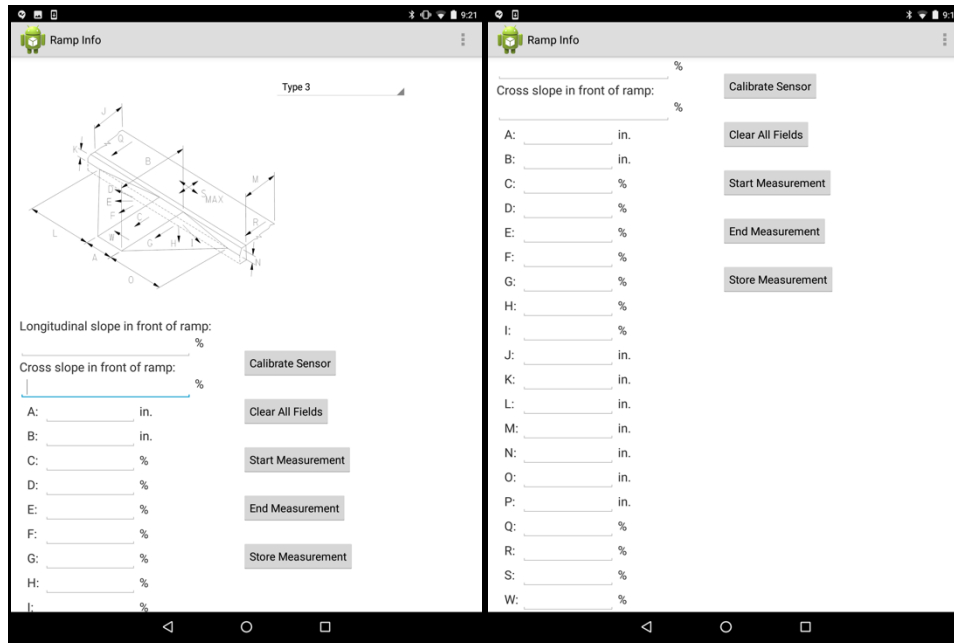 9:21
Ramp Info
Type 3
J
Q
K
B
M
D
S MAX
E
F
C
R
W
G
H
I
L
A
N
O
Longitudinal slope in front of ramp:
%
Cross slope in front of ramp:
%
A: in.
B: in.
C: %
D: %
E: %
F: %
G: %
H: %
I: %
Calibrate Sensor
Clear All Fields
Start Measurement
End Measurement
Store Measurement
Ramp Info
%
Cross slope in front of ramp:
%
A: in.
B: in.
C: %
D: %
E: %
F: %
G: %
H: %
I: %
J: in.
K: in.
L: in.
M: in.
N: in.
O: in.
P: in.
Q: %
R: %
S: %
W: %
Calibrate Sensor
Clear All Fields
Start Measurement
End Measurement
Store Measurement